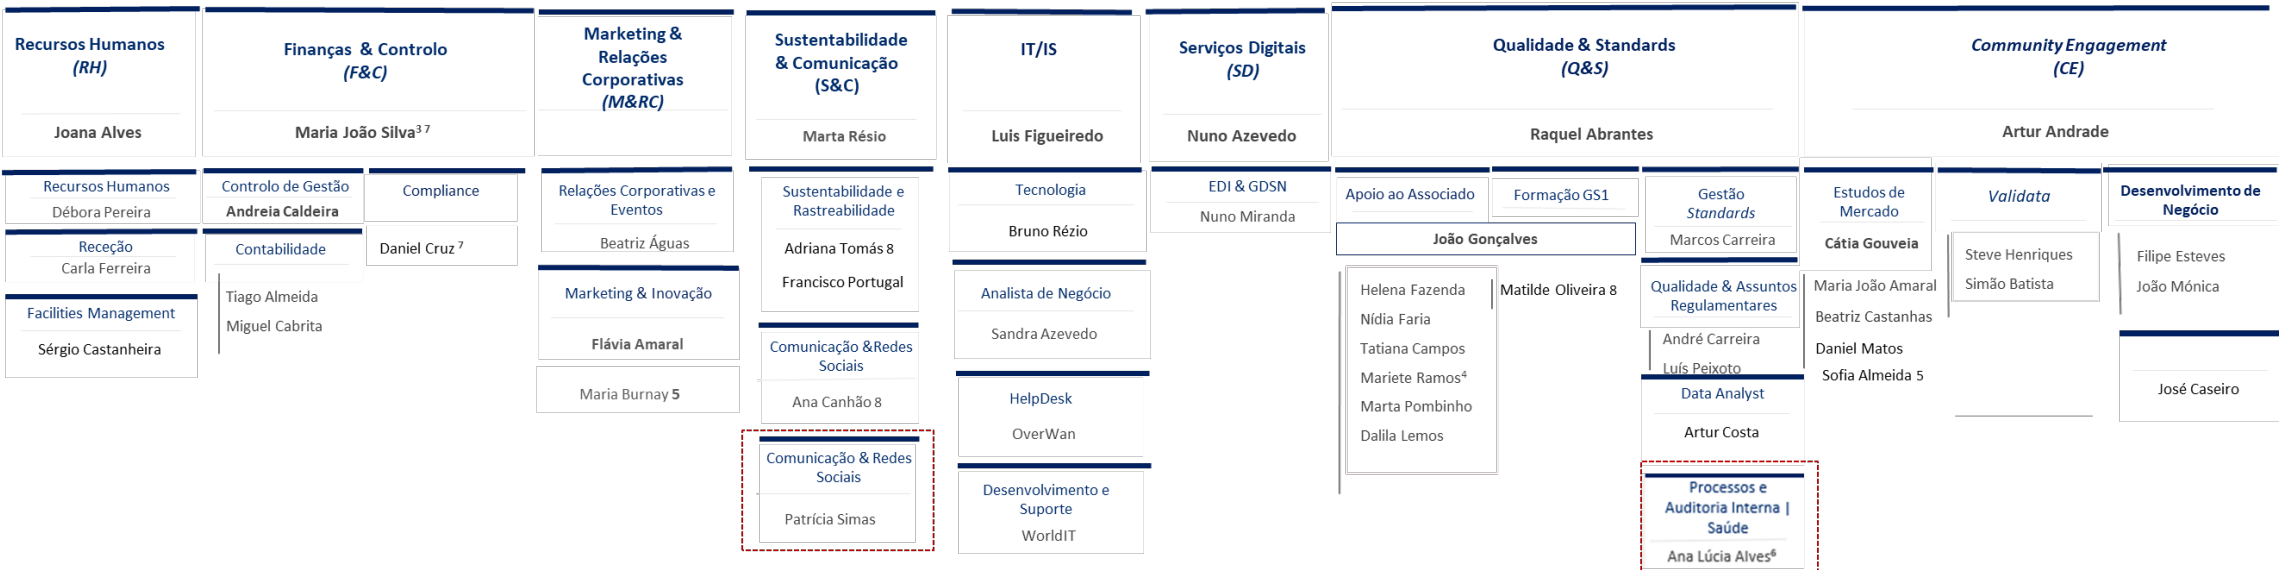 Recursos Humanos
(RH)
Joana Alves
Recursos Humanos
Débora Pereira
Receção
Carla Ferreira
Facilities Management
Sérgio Castanheira
Finanças & Controlo
(F&C)
Maria João Silva³ ⁷
Controlo de Gestão
Andreia Caldeira
Contabilidade
Tiago Almeida
Miguel Cabrita
Compliance
Daniel Cruz ⁷
Marketing &
Relações
Corporativas
(M&RC)
Relações Corporativas e
Eventos
Beatriz Águas
Marketing & Inovação
Flávia Amaral
Maria Burnay 5
Sustentabilidade
& Comunicação
(S&C)
Marta Résio
Sustentabilidade e
Rastreabilidade
Adriana Tomás 8
Francisco Portugal
Comunicação &Redes
Sociais
Ana Canhão 8
Comunicação & Redes
Sociais
Patrícia Simas
IT/IS
Luis Figueiredo
Tecnologia
Bruno Rézio
Analista de Negócio
Sandra Azevedo
HelpDesk
OverWan
Desenvolvimento e
Suporte
WorldIT
Serviços Digitais
(SD)
Nuno Azevedo
EDI & GDSN
Nuno Miranda
Qualidade & Standards
(Q&S)
Raquel Abrantes
Apoio ao Associado
Formação GS1
João Gonçalves
Helena Fazenda
Nídia Faria
Tatiana Campos
Mariete Ramos⁴
Marta Pombinho
Dalila Lemos
Matilde Oliveira 8
Gestão
Standards
Marcos Carreira
Qualidade & Assuntos
Regulamentares
André Carreira
Luís Peixoto
Data Analyst
Artur Costa
Processos e
Auditoria Interna |
Saúde
Ana Lúcia Alves⁶
Community Engagement
(CE)
Artur Andrade
Estudos de
Mercado
Cátia Gouveia
Maria João Amaral
Beatriz Castanhas
Daniel Matos
Sofia Almeida 5
Validata
Steve Henriques
Simão Batista
Desenvolvimento de
Negócio
Filipe Esteves
João Mónica
José Caseiro